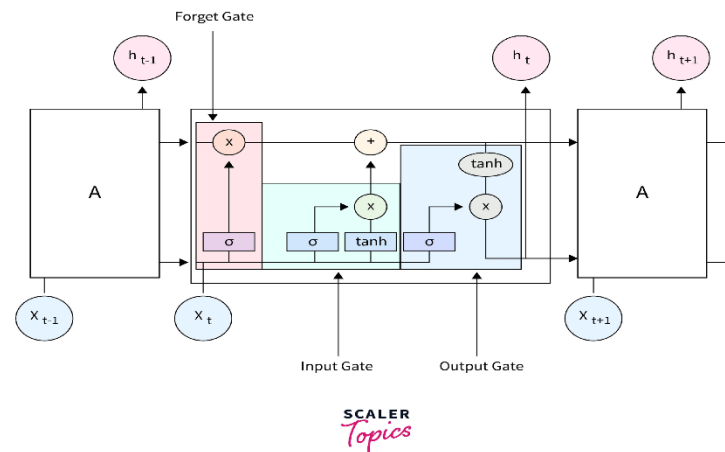 Forget Gate
h t-1
h t
h t+1
x
+
tanh
A
A
x
x
σ
σ
tanh
σ
X t-1
X t
X t+1
Input Gate
Output Gate
SCALER
Topics